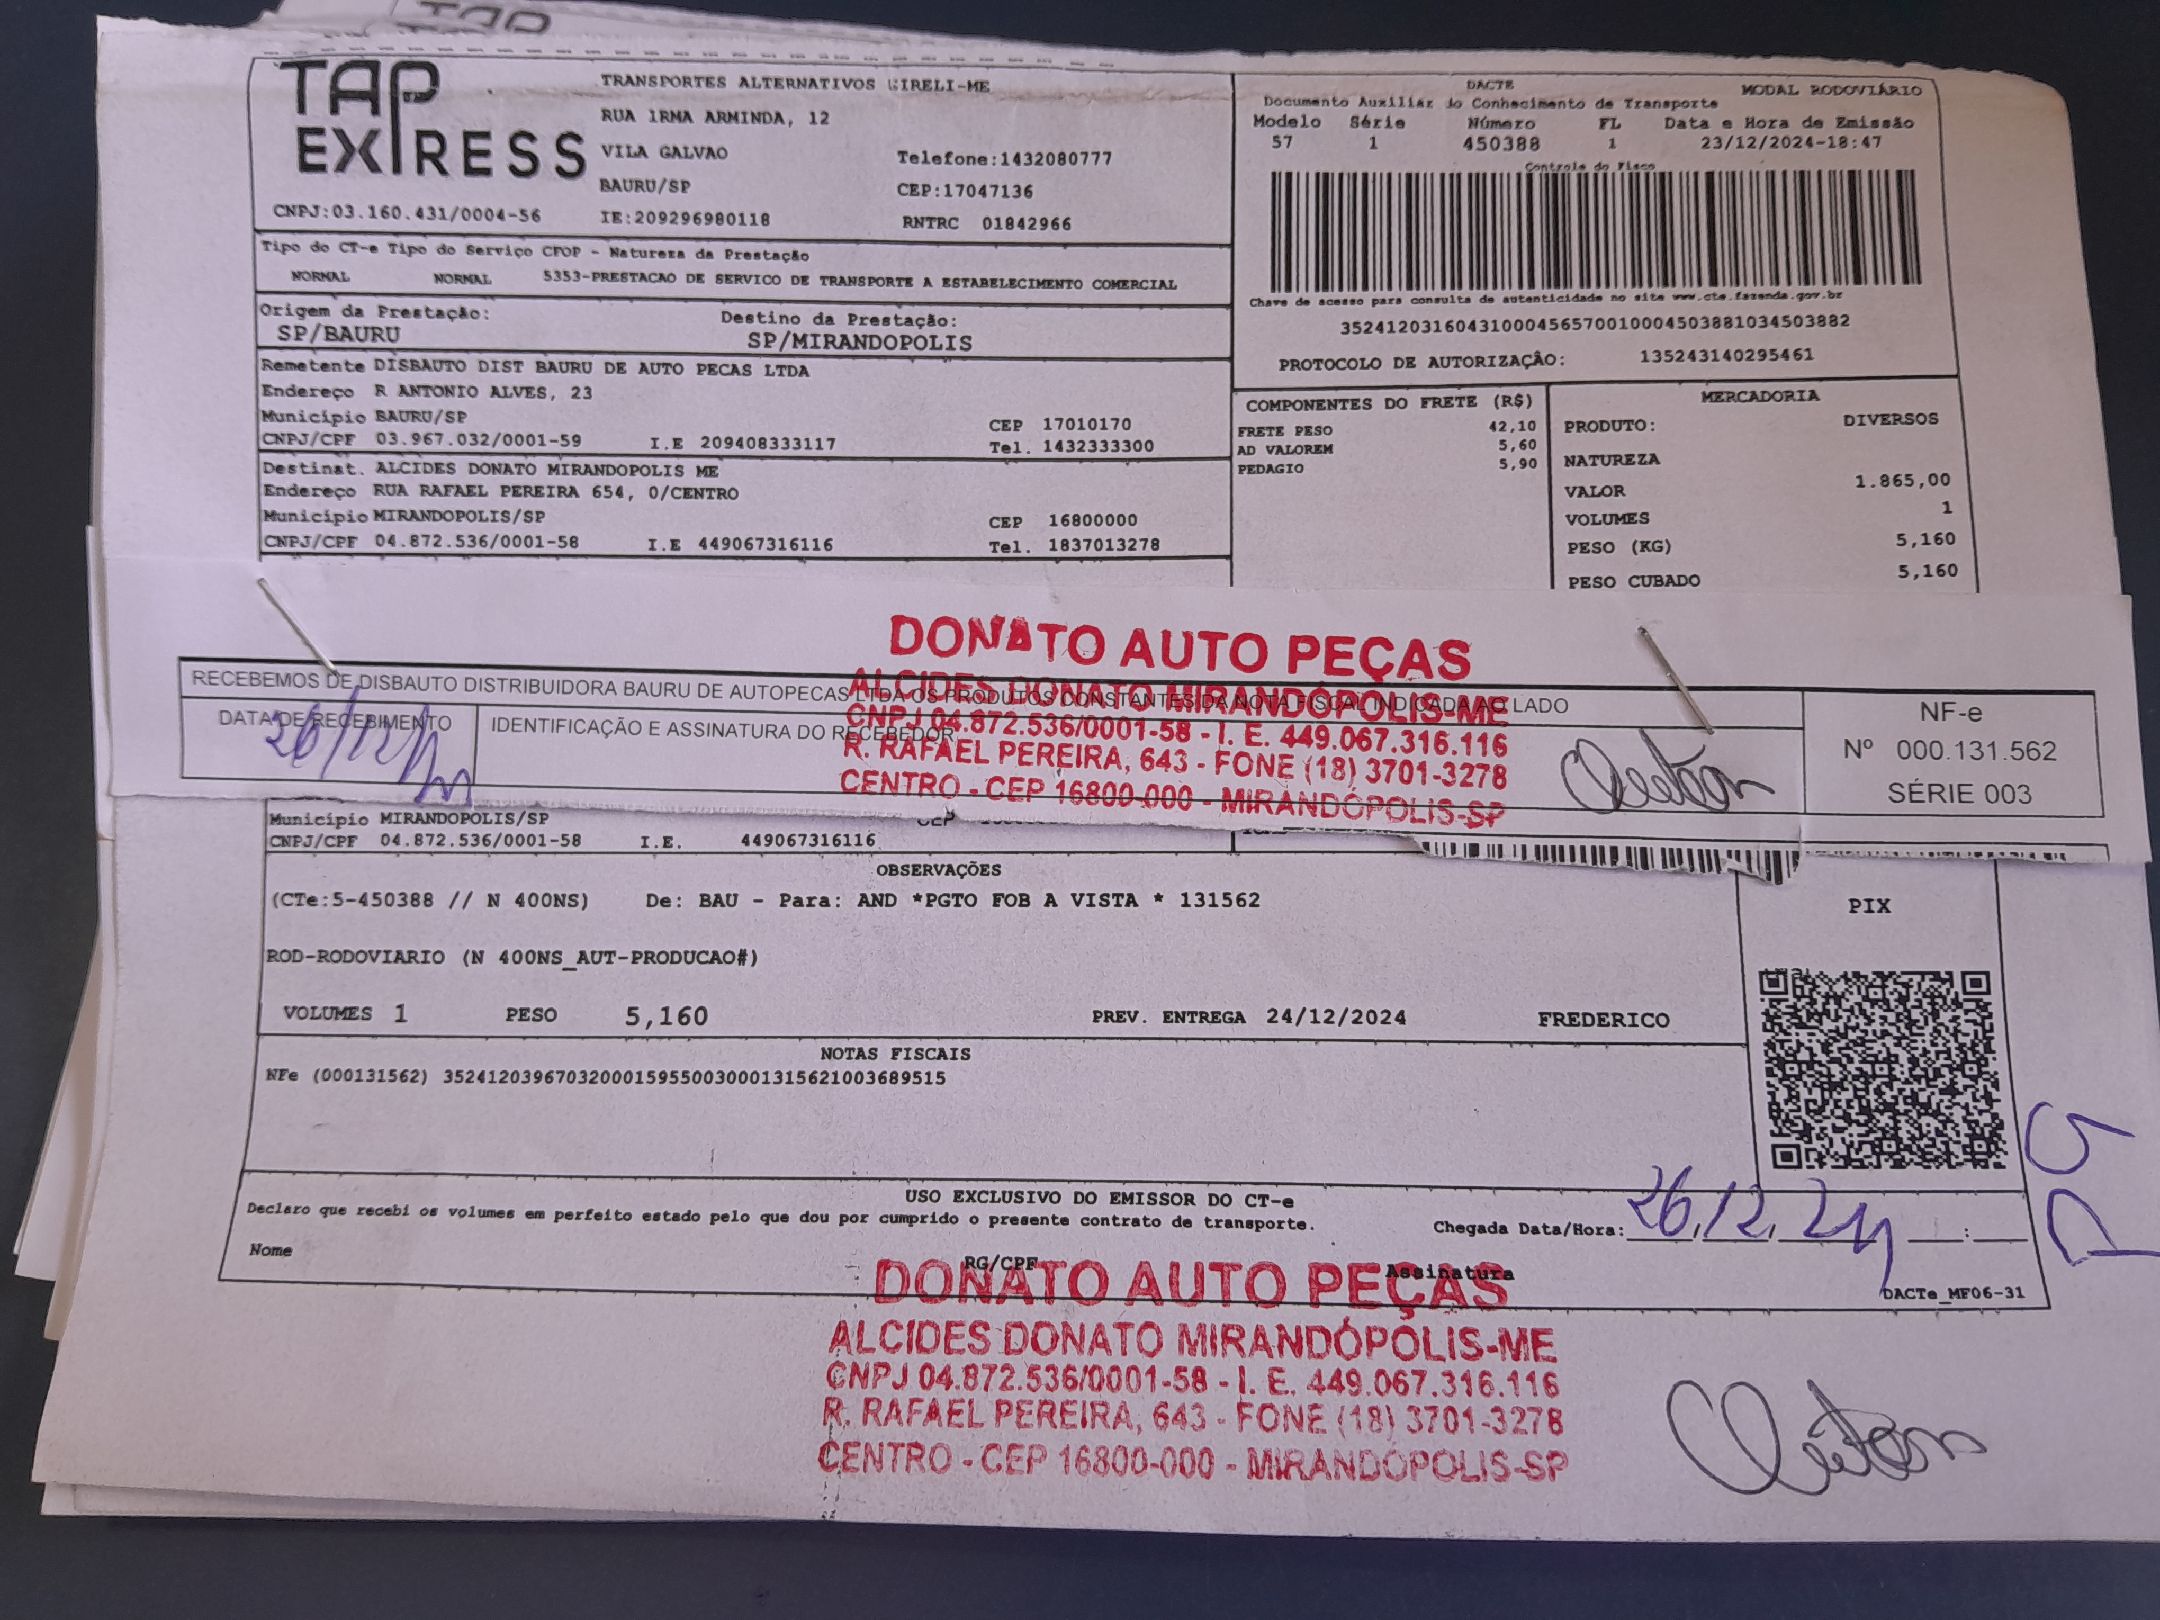 TAP
TAP EXPRESS
TRANSPORTES ALTERNATIVOS EIRELI-ME
RUA IRMA ARMINDA, 12
VILA GALVAO
Telefone:1432080777
BAURU/SP
CEP:17047136
CNPJ:03.160.431/0004-56
IE:209296980118
RNTRC 01842966
DACTE
MODAL RODOVIÁRIO
Documento Auxiliar do Conhecimento de Transporte
Modelo Série Número FL Data e Hora de Emissão
57 1 450388 1 23/12/2024-18:47
Controle do Fisco
Chave de acesso para consulta de autenticidade no site www.cte.fazenda.gov.br
35241203160431000456570010004503881034503882
PROTOCOLO DE AUTORIZAÇÃO: 135243140295461
Tipo do CT-e Tipo do Serviço CFOP - Natureza da Prestação
NORMAL NORMAL 5353-PRESTACAO DE SERVICO DE TRANSPORTE A ESTABELECIMENTO COMERCIAL
Origem da Prestação: Destino da Prestação:
SP/BAURU SP/MIRANDOPOLIS
Remetente DISBAUTO DIST BAURU DE AUTO PECAS LTDA
Endereço R ANTONIO ALVES, 23
Município BAURU/SP CEP 17010170
CNPJ/CPF 03.967.032/0001-59 I.E 209408333117 Tel. 1432333300
Destinat. ALCIDES DONATO MIRANDOPOLIS ME
Endereço RUA RAFAEL PEREIRA 654, 0/CENTRO
Município MIRANDOPOLIS/SP CEP 16800000
CNPJ/CPF 04.872.536/0001-58 I.E 449067316116 Tel. 1837013278
COMPONENTES DO FRETE (R$)
FRETE PESO 42,10
AD VALOREM 5,60
PEDAGIO 5,90
MERCADORIA
PRODUTO: DIVERSOS
NATUREZA
VALOR 1.865,00
VOLUMES 1
PESO (KG) 5,160
PESO CUBADO 5,160
RECEBEMOS DE DISBAUTO DISTRIBUIDORA BAURU DE AUTOPECAS LTDA OS PRODUTOS CONSTANTES DA NOTA FISCAL INDICADA AO LADO
DATA DE RECEBIMENTO
26/12/
IDENTIFICAÇÃO E ASSINATURA DO RECEBEDOR
DONATO AUTO PEÇAS
ALCIDES DONATO MIRANDÓPOLIS-ME
CNPJ 04.872.536/0001-58 - I. E. 449.067.316.116
R. RAFAEL PEREIRA, 643 - FONE (18) 3701-3278
CENTRO - CEP 16800-000 - MIRANDÓPOLIS-SP
NF-e
Nº 000.131.562
SÉRIE 003
Município MIRANDOPOLIS/SP
CNPJ/CPF 04.872.536/0001-58 I.E. 449067316116
OBSERVAÇÕES
(CTe:5-450388 // N 400NS) De: BAU - Para: AND *PGTO FOB A VISTA * 131562
ROD-RODOVIARIO (N 400NS_AUT-PRODUCAO#)
VOLUMES 1 PESO 5,160 PREV. ENTREGA 24/12/2024 FREDERICO
PIX
NOTAS FISCAIS
NFe (000131562) 35241203967032000159550030001315621003689515
USO EXCLUSIVO DO EMISSOR DO CT-e
Declaro que recebi os volumes em perfeito estado pelo que dou por cumprido o presente contrato de transporte.
Chegada Data/Hora: 26.12.24
Nome RG/CPF Assinatura
DACTe_MF06-31
DONATO AUTO PEÇAS
ALCIDES DONATO MIRANDÓPOLIS-ME
CNPJ 04.872.536/0001-58 - I. E. 449.067.316.116
R. RAFAEL PEREIRA, 643 - FONE (18) 3701-3278
CENTRO - CEP 16800-000 - MIRANDÓPOLIS-SP